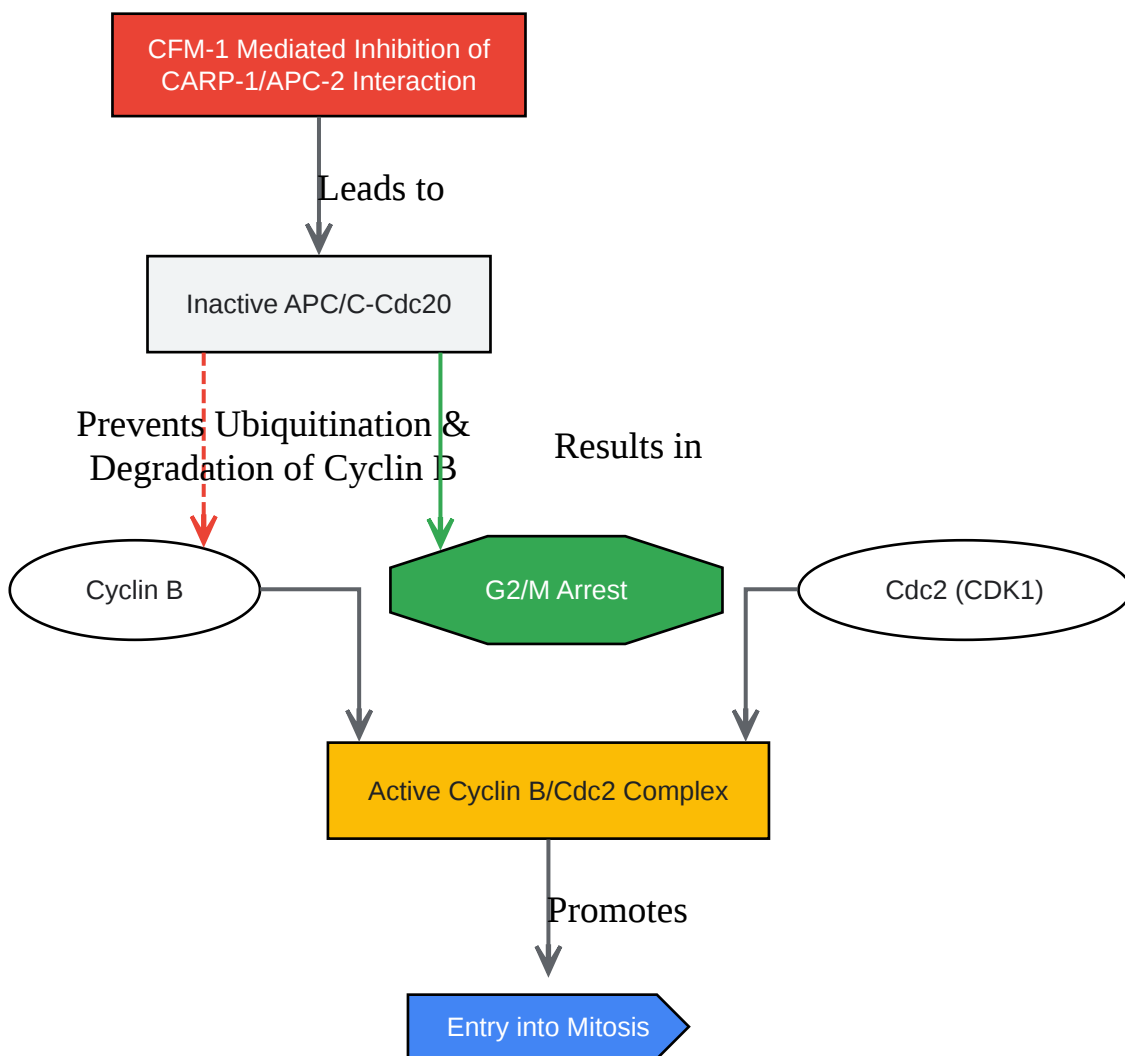 CFM-1 Mediated Inhibition of
CARP-1/APC-2 Interaction
Leads to
Inactive APC/C-Cdc20
Prevents Ubiquitination &
Degradation of Cyclin B
Results in
Cyclin B
G2/M Arrest
Cdc2 (CDK1)
Active Cyclin B/Cdc2 Complex
Promotes
Entry into Mitosis